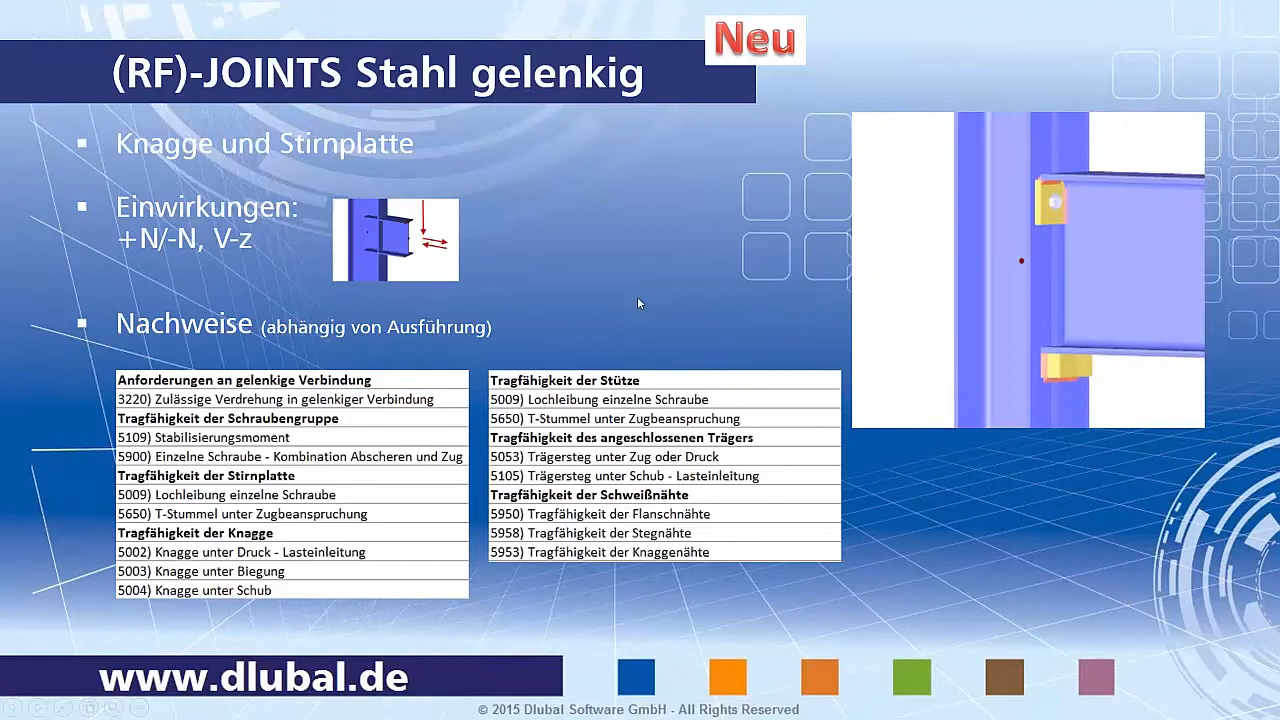 Neu
(RF)-JOINTS Stahl gelenkig
Knagge und Stirnplatte
Einwirkungen:
+N/-N, V-z
Nachweise (abhängig von Ausführung)
Anforderungen an gelenkige Verbindung
3220) Zulässige Verdrehung in gelenkiger Verbindung
Tragfähigkeit der Schraubengruppe
5109) Stabilisierungsmoment
5900) Einzelne Schraube - Kombination Abscheren und Zug
Tragfähigkeit der Stirnplatte
5009) Lochleibung einzelne Schraube
5650) T-Stummel unter Zugbeanspruchung
Tragfähigkeit der Knagge
5002) Knagge unter Druck - Lasteinleitung
5003) Knagge unter Biegung
5004) Knagge unter Schub
Tragfähigkeit der Stütze
5009) Lochleibung einzelne Schraube
5650) T-Stummel unter Zugbeanspruchung
Tragfähigkeit des angeschlossenen Trägers
5053) Trägersteg unter Zug oder Druck
5105) Trägersteg unter Schub - Lasteinleitung
Tragfähigkeit der Schweißnähte
5950) Tragfähigkeit der Flanschnähte
5958) Tragfähigkeit der Stegnähte
5953) Tragfähigkeit der Knaggenähte
www.dlubal.de
© 2015 Dlubal Software GmbH - All Rights Reserved